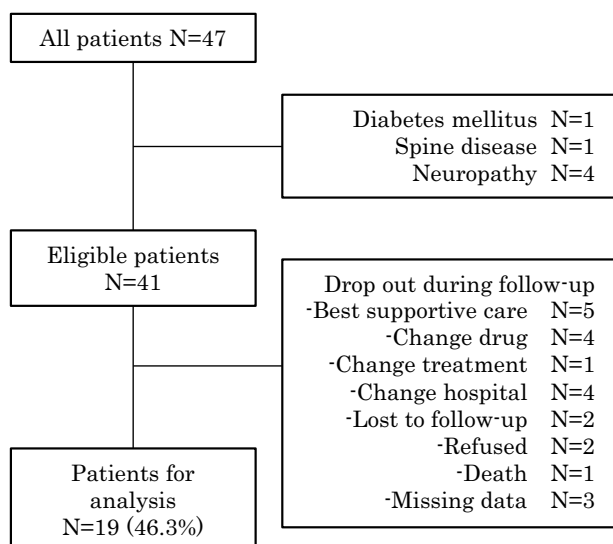 All patients N=47
Diabetes mellitus N=1
Spine disease N=1
Neuropathy N=4
Eligible patients
N=41
Drop out during follow-up
-Best supportive care N=5
-Change drug N=4
-Change treatment N=1
-Change hospital N=4
-Lost to follow-up N=2
-Refused N=2
-Death N=1
-Missing data N=3
Patients for
analysis
N=19 (46.3%)